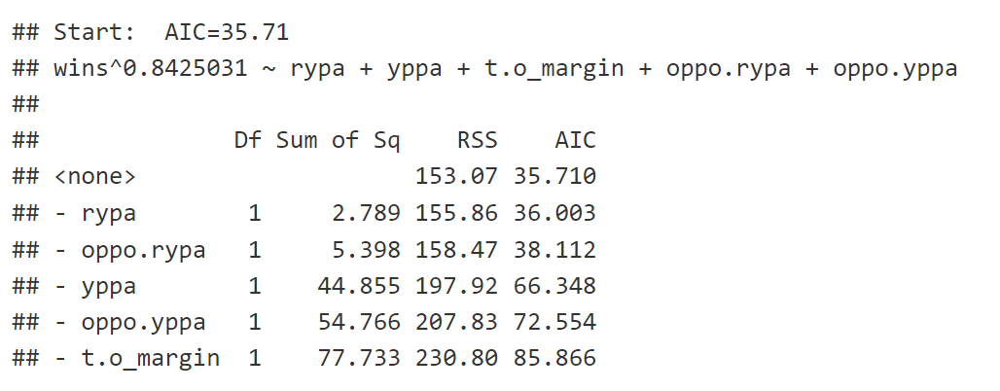 ## Start:  AIC=35.71
## wins^0.8425031 ~ rypa + yppa + t.o_margin + oppo.rypa + oppo.yppa
##
##              Df Sum of Sq    RSS    AIC
## <none>                    153.07 35.710
## - rypa        1     2.789 155.86 36.003
## - oppo.rypa   1     5.398 158.47 38.112
## - yppa        1    44.855 197.92 66.348
## - oppo.yppa   1    54.766 207.83 72.554
## - t.o_margin  1    77.733 230.80 85.866